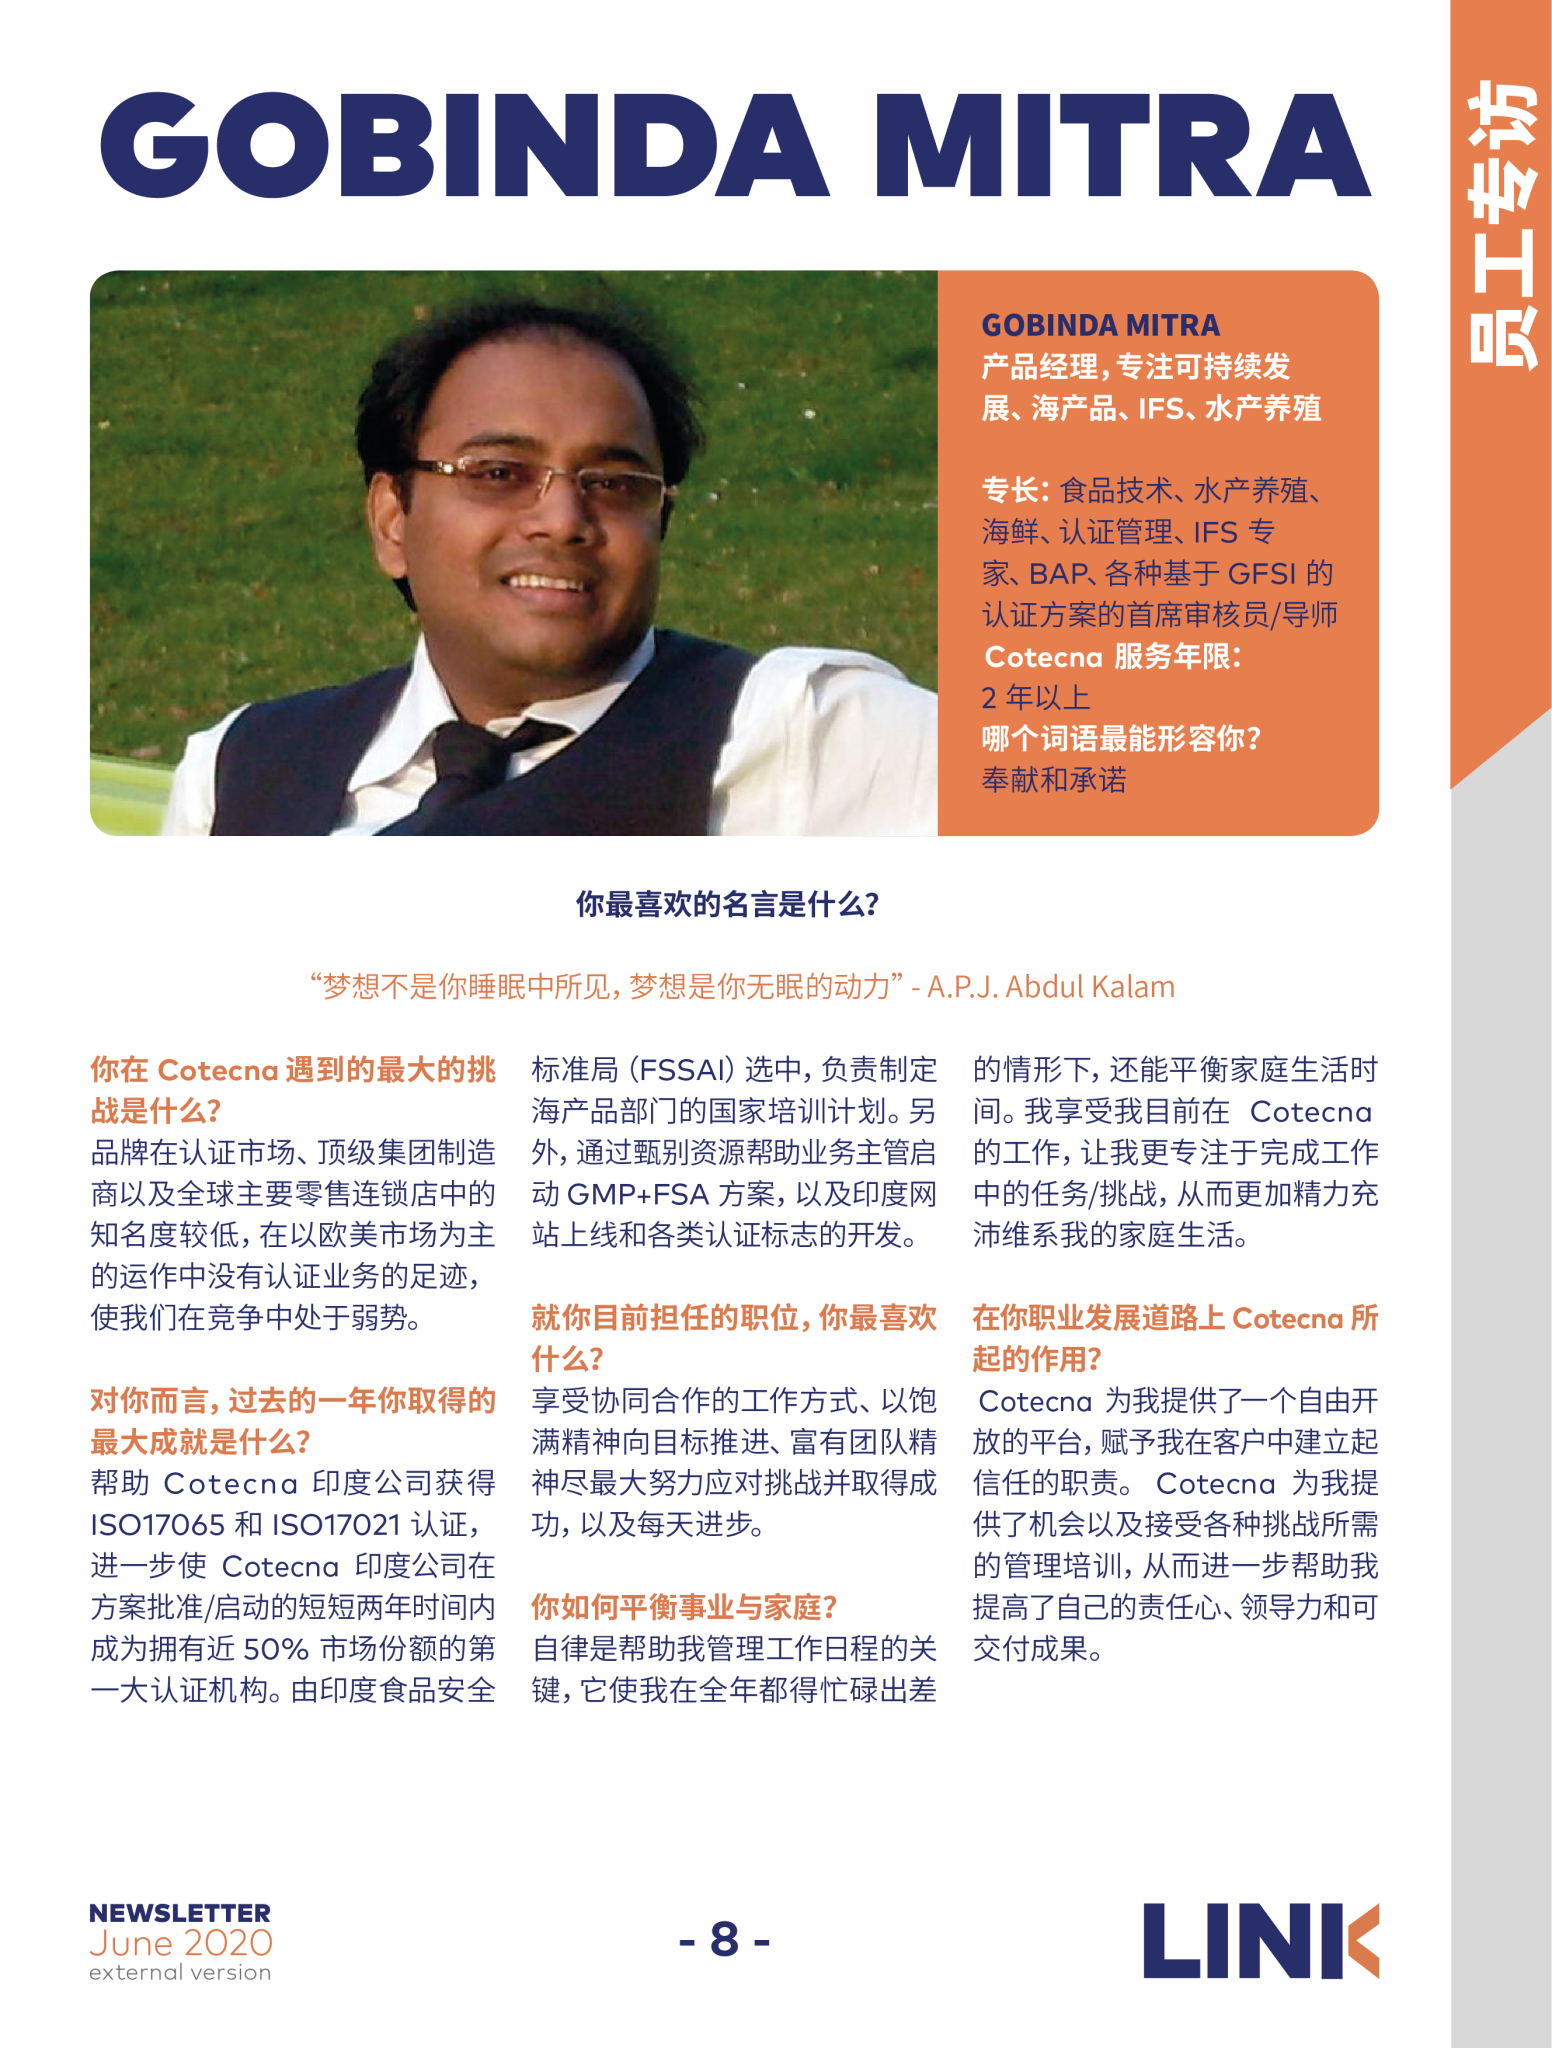 GOBINDA MITRA
员工专访
GOBINDA MITRA
产品经理，专注可持续发
展、海产品、IFS、水产养殖
专长：食品技术、水产养殖、
海鲜、认证管理、IFS 专
家、BAP、各种基于 GFSI 的
认证方案的首席审核员/导师
Cotecna 服务年限：
2 年以上
哪个词语最能形容你？
奉献和承诺
你最喜欢的名言是什么？
“梦想不是你睡眠中所见，梦想是你无眠的动力” - A.P.J. Abdul Kalam
你在 Cotecna 遇到的最大的挑
战是什么？
品牌在认证市场、顶级集团制造
商以及全球主要零售连锁店中的
知名度较低，在以欧美市场为主
的运作中没有认证业务的足迹，
使我们在竞争中处于弱势。
对你而言，过去的一年你取得的
最大成就是什么？
帮助 Cotecna 印度公司获得
ISO17065 和 ISO17021 认证，
进一步使 Cotecna 印度公司在
方案批准/启动的短短两年时间内
成为拥有近 50% 市场份额的第
一大认证机构。由印度食品安全
标准局（FSSAI）选中，负责制定
海产品部门的国家培训计划。另
外，通过甄别资源帮助业务主管启
动 GMP+FSA 方案，以及印度网
站上线和各类认证标志的开发。
就你目前担任的职位，你最喜欢
什么？
享受协同合作的工作方式、以饱
满精神向目标推进、富有团队精
神尽最大努力应对挑战并取得成
功，以及每天进步。
你如何平衡事业与家庭？
自律是帮助我管理工作日程的关
键，它使我在全年都得忙碌出差
的情形下，还能平衡家庭生活时
间。我享受我目前在 Cotecna
的工作，让我更专注于完成工作
中的任务/挑战，从而更加精力充
沛维系我的家庭生活。
在你职业发展道路上 Cotecna 所
起的作用？
Cotecna 为我提供了一个自由开
放的平台，赋予我在客户中建立起
信任的职责。 Cotecna 为我提
供了机会以及接受各种挑战所需
的管理培训，从而进一步帮助我
提高了自己的责任心、领导力和可
交付成果。
NEWSLETTER
June 2020
external version
- 8 -
LINK